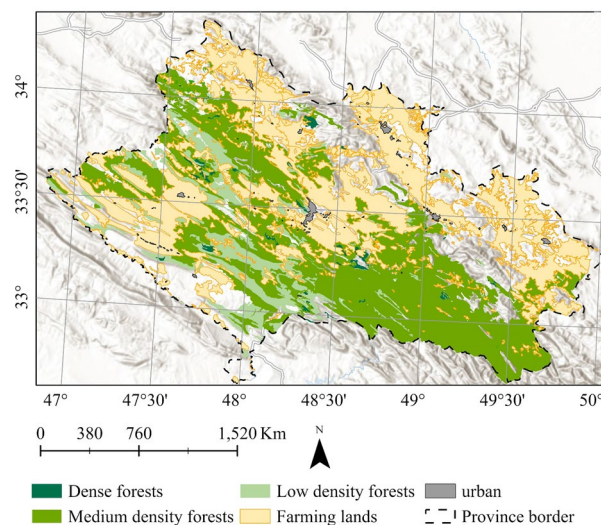 34°
33°30'
33°
47°
47°30'
48°
48°30'
49°
49°30'
50°
0 380 760 1,520 Km
N
Dense forests
Low density forests
urban
Medium density forests
Farming lands
Province border